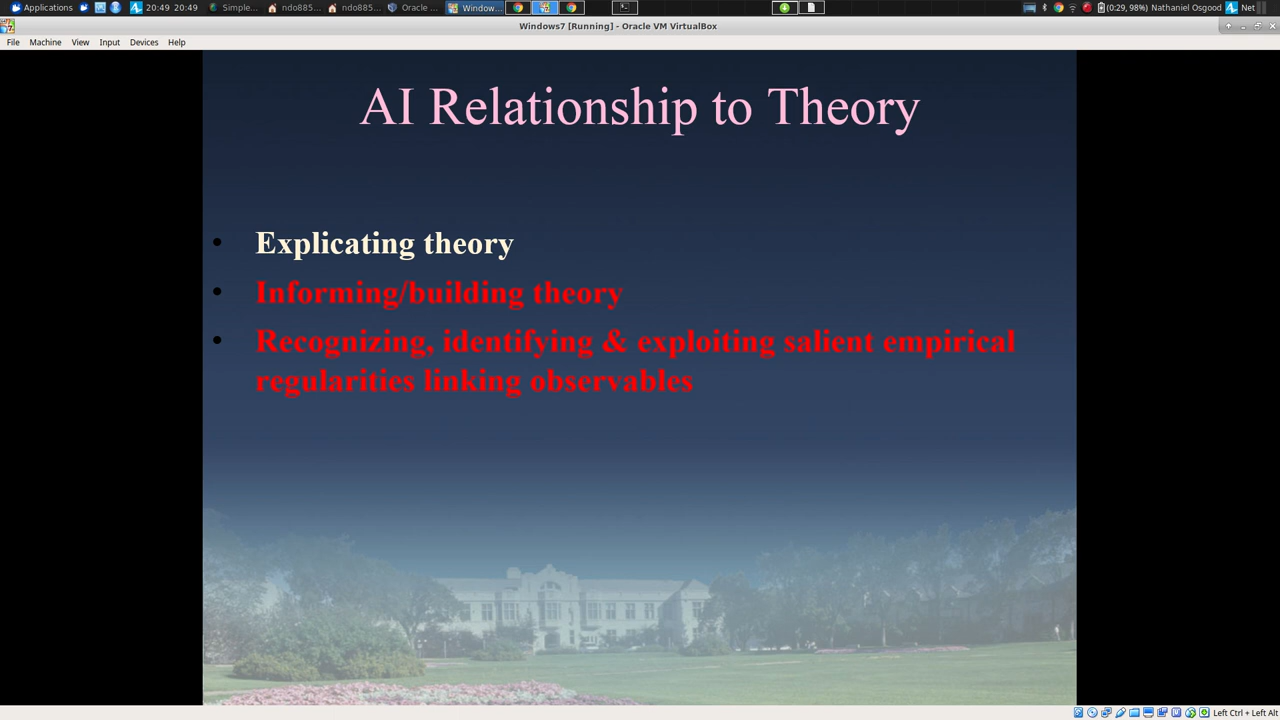 Applications
20:49 20:49
Simple...
ndo885...
ndo885...
Oracle ...
Window...
(0:29, 98%)
Nathaniel Osgood
Net
Windows7 [Running] - Oracle VM VirtualBox
File Machine View Input Devices Help
AI Relationship to Theory
• Explicating theory
• Informing/building theory
• Recognizing, identifying & exploiting salient empirical
regularities linking observables
Left Ctrl + Left Alt